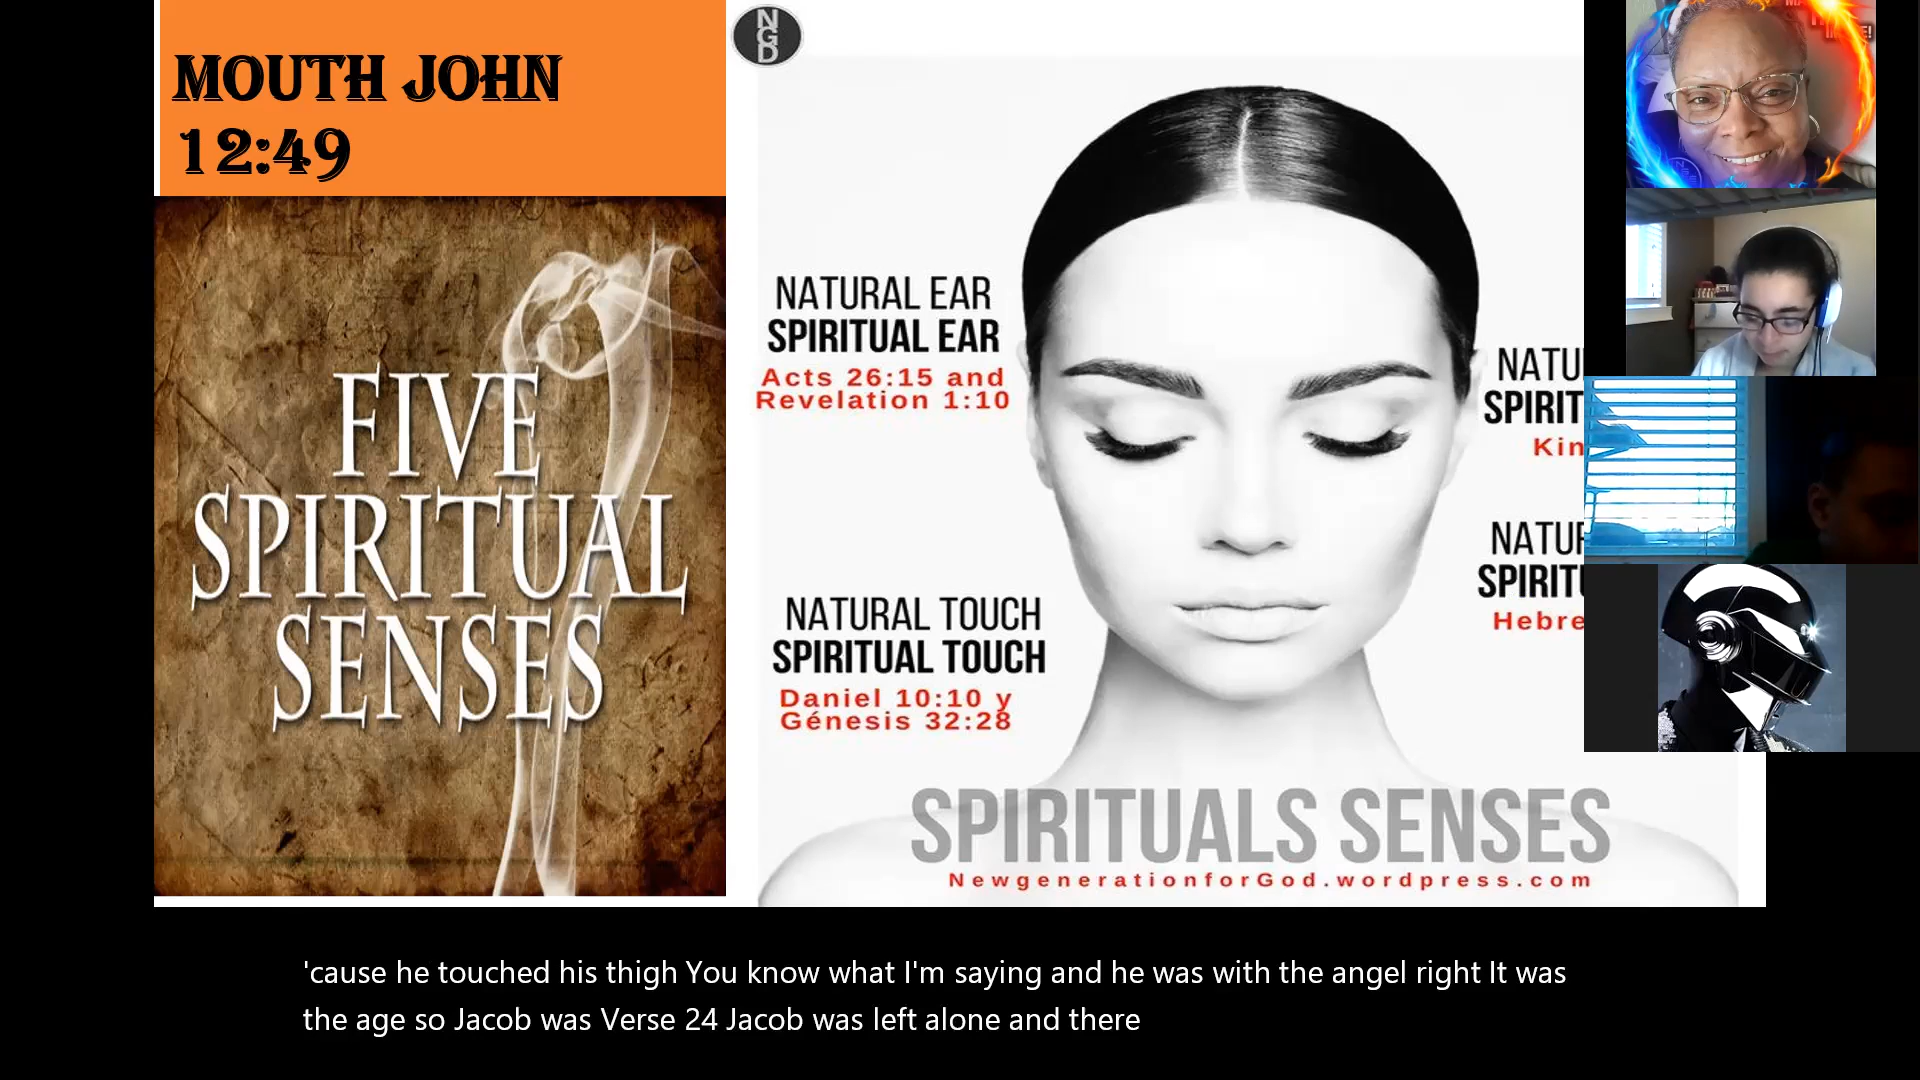 MOUTH JOHN
12:49
FIVE
SPIRITUAL
SENSES
NGD
NATURAL EAR
SPIRITUAL EAR
Acts 26:15 and
Revelation 1:10
NATURAL TOUCH
SPIRITUAL TOUCH
Daniel 10:10 y
Génesis 32:28
NATU
SPIRIT
Kin
NATUR
SPIRITU
Hebre
SPIRITUALS SENSES
NewgenerationforGod.wordpress.com
'cause he touched his thigh You know what I'm saying and he was with the angel right It was
the age so Jacob was Verse 24 Jacob was left alone and there